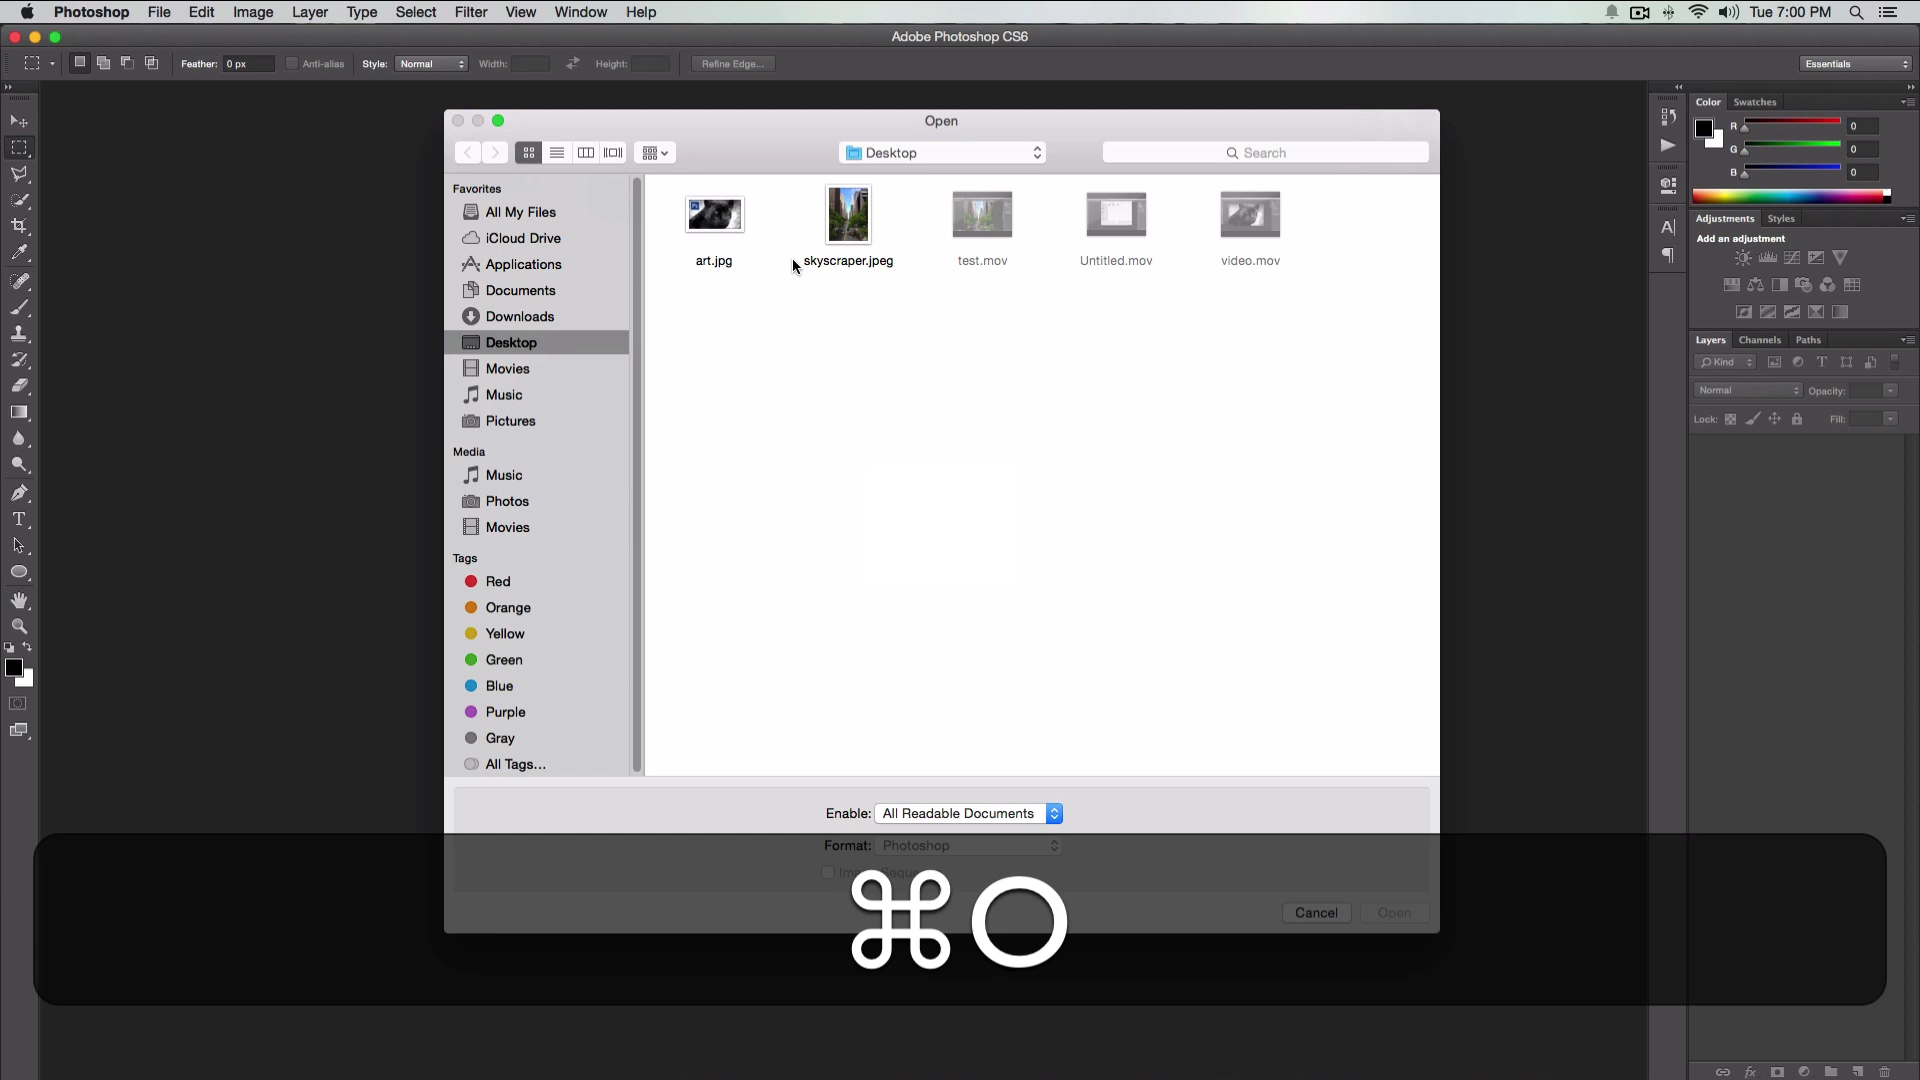 Photoshop File Edit Image Layer Type Select Filter View Window Help Tue 7:00 PM
Adobe Photoshop CS6
Feather: 0 px Anti-alias Style: Normal Width: Height: Refine Edge... Essentials
Open
Desktop
Search
Favorites
All My Files
iCloud Drive
Applications
Documents
Downloads
Desktop
Movies
Music
Pictures
Media
Music
Photos
Movies
Tags
Red
Orange
Yellow
Green
Blue
Purple
Gray
All Tags...
art.jpg skyscraper.jpeg test.mov Untitled.mov video.mov
Enable: All Readable Documents
Format: Photoshop
Cancel Open
⌘O
Color Swatches
R 0
G 0
B 0
Adjustments Styles
Add an adjustment
Layers Channels Paths
Kind
Normal Opacity:
Lock: Fill: